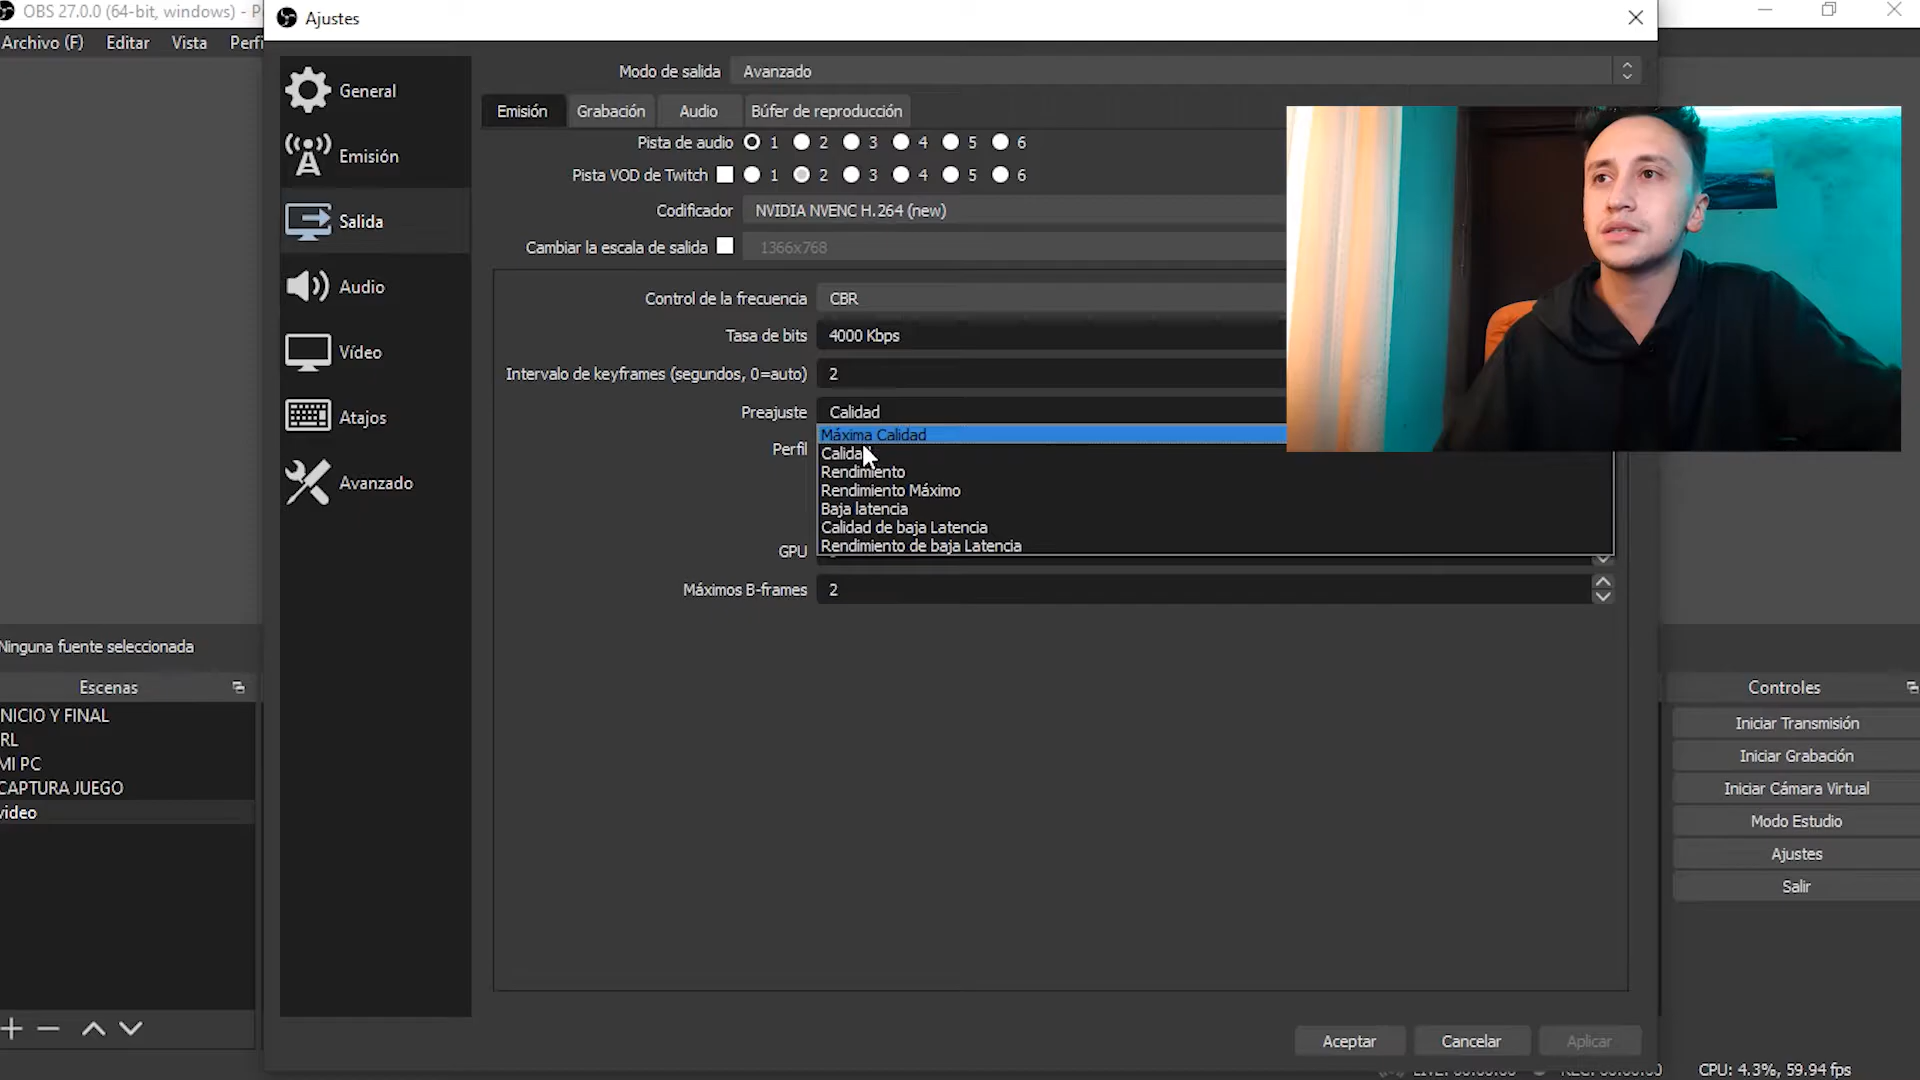 OBS 27.0.0 (64-bit, windows) - P
Ajustes
Archivo (F) Editar Vista Perfi
General
Emisión
Salida
Audio
Vídeo
Atajos
Avanzado
Modo de salida Avanzado
Emisión Grabación Audio Búfer de reproducción
Pista de audio 1 2 3 4 5 6
Pista VOD de Twitch 1 2 3 4 5 6
Codificador NVIDIA NVENC H.264 (new)
Cambiar la escala de salida 1366x768
Control de la frecuencia CBR
Tasa de bits 4000 Kbps
Intervalo de keyframes (segundos, 0=auto) 2
Preajuste Calidad
Máxima Calidad
Perfil
Calidad
Rendimiento
Rendimiento Máximo
Baja latencia
Calidad de baja Latencia
Rendimiento de baja Latencia
GPU
Máximos B-frames 2
Ninguna fuente seleccionada
Escenas
NICIO Y FINAL
RL
MI PC
CAPTURA JUEGO
video
Controles
Iniciar Transmisión
Iniciar Grabación
Iniciar Cámara Virtual
Modo Estudio
Ajustes
Salir
Aceptar Cancelar Aplicar
CPU: 4.3%, 59.94 fps